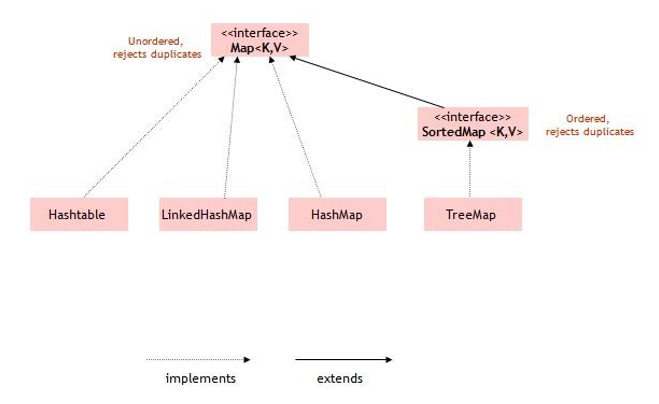 <<interface>>
Map<K,V>
Unordered,
rejects duplicates
<<interface>>
SortedMap <K,V>
Ordered,
rejects duplicates
Hashtable
LinkedHashMap
HashMap
TreeMap
implements
extends